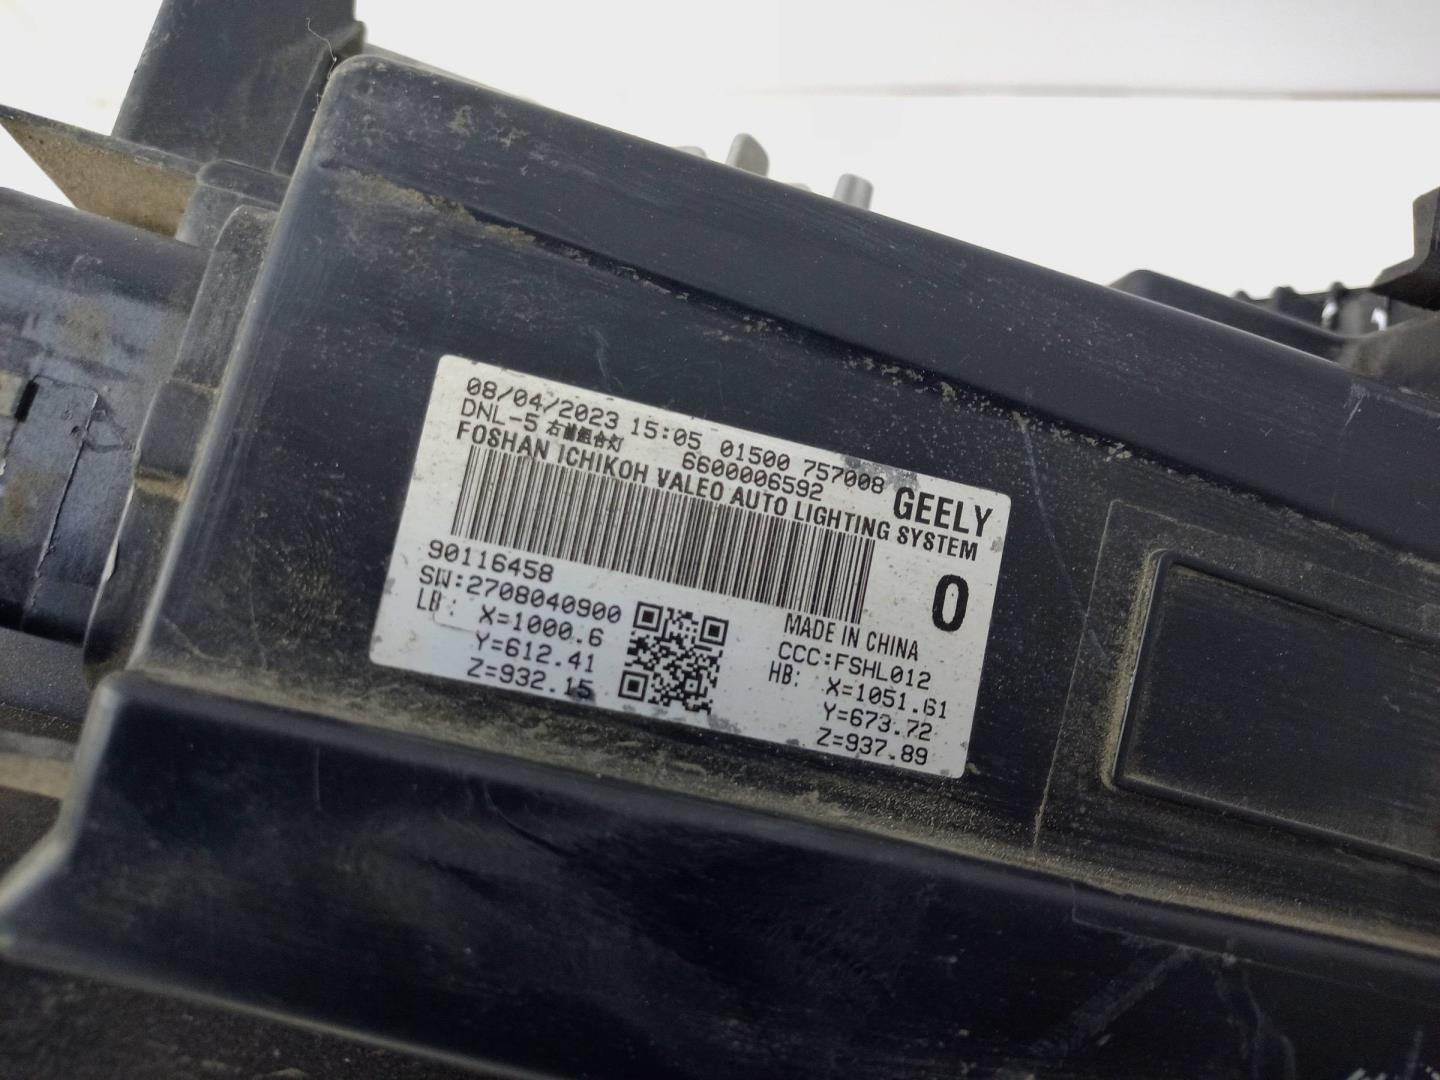 08/04/2023 15:05 01500 757008
DNL-5 右前组合灯 6600006592 GEELY
FOSHAN ICHIKOH VALEO AUTO LIGHTING SYSTEM
90116458
0
SW:2708040900
MADE IN CHINA
CCC:FSHL012
LB: X=1000.6
Y=612.41
Z=932.15
HB: X=1051.61
Y=673.72
Z=937.89